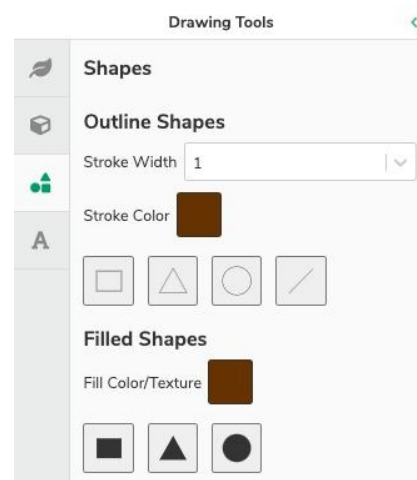 Drawing Tools
Shapes
Outline Shapes
Stroke Width 1
Stroke Color
A
Filled Shapes
Fill Color/Texture